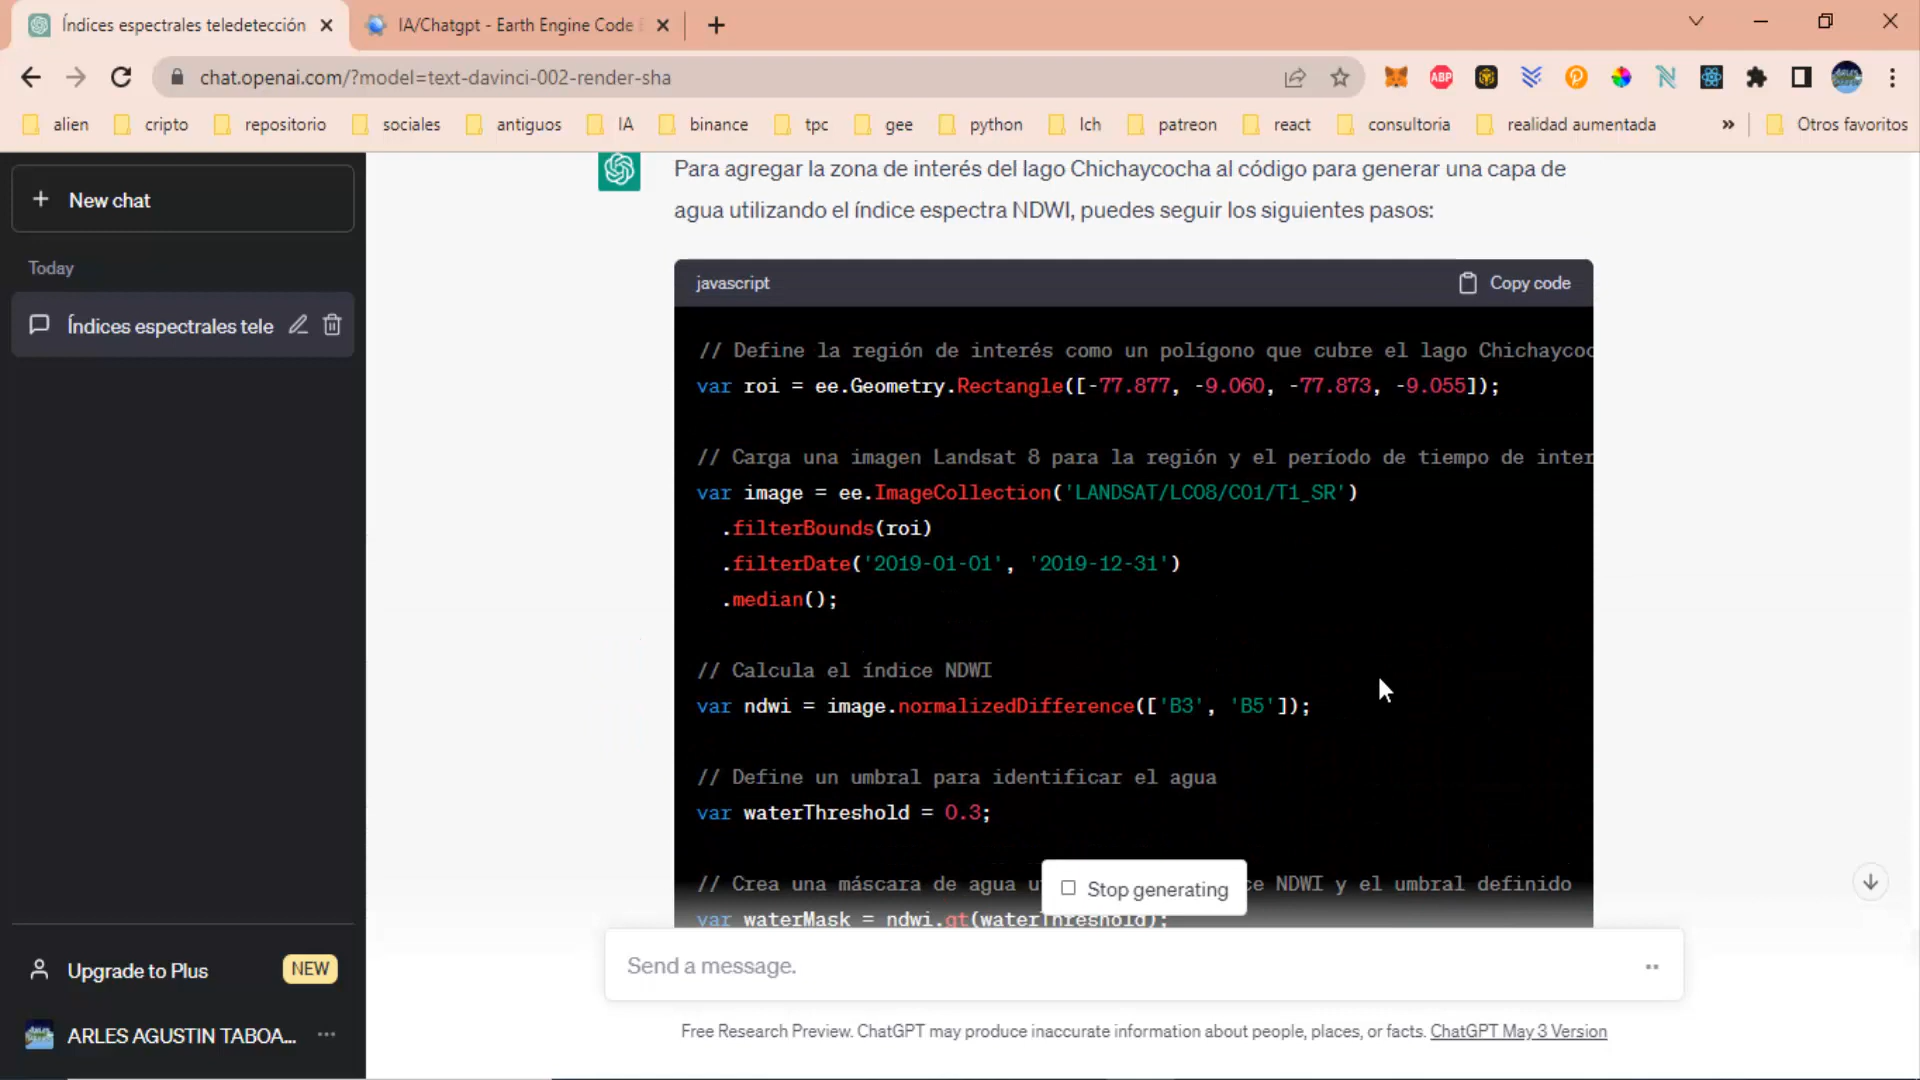 Índices espectrales teledetección
IA/Chatgpt - Earth Engine Code
chat.openai.com/?model=text-davinci-002-render-sha
ABP
alien
cripto
repositorio
sociales
antiguos
IA
binance
tpc
gee
python
lch
patreon
react
consultoria
realidad aumentada
»
Otros favoritos
+ New chat
Today
Índices espectrales tele
Upgrade to Plus
NEW
ARLES AGUSTIN TABOA...
Para agregar la zona de interés del lago Chichaycocha al código para generar una capa de
agua utilizando el índice espectra NDWI, puedes seguir los siguientes pasos:
javascript
Copy code
// Define la región de interés como un polígono que cubre el lago Chichaycoc
var roi = ee.Geometry.Rectangle([-77.877, -9.060, -77.873, -9.055]);
// Carga una imagen Landsat 8 para la región y el período de tiempo de inter
var image = ee.ImageCollection('LANDSAT/LC08/C01/T1_SR')
.filterBounds(roi)
.filterDate('2019-01-01', '2019-12-31')
.median();
// Calcula el índice NDWI
var ndwi = image.normalizedDifference(['B3', 'B5']);
// Define un umbral para identificar el agua
var waterThreshold = 0.3;
// Crea una máscara de agua u
Stop generating
ce NDWI y el umbral definido
var waterMask = ndwi.gt(waterThreshold);
Send a message.
Free Research Preview. ChatGPT may produce inaccurate information about people, places, or facts. ChatGPT May 3 Version